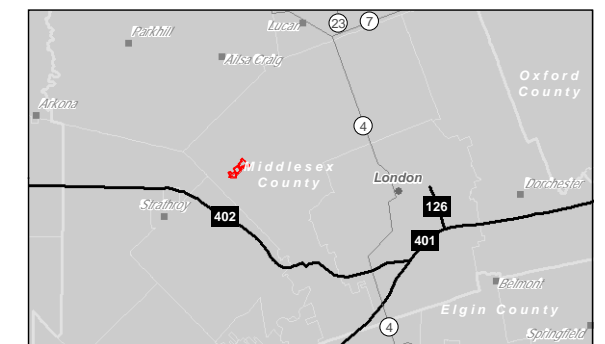 Lucan
23
7
Parkhill
Ailsa Craig
Oxford
County
Arkona
4
Middlesex
County
London
Dorchester
Strathroy
126
402
401
Belmont
Elgin County
4
Springfield